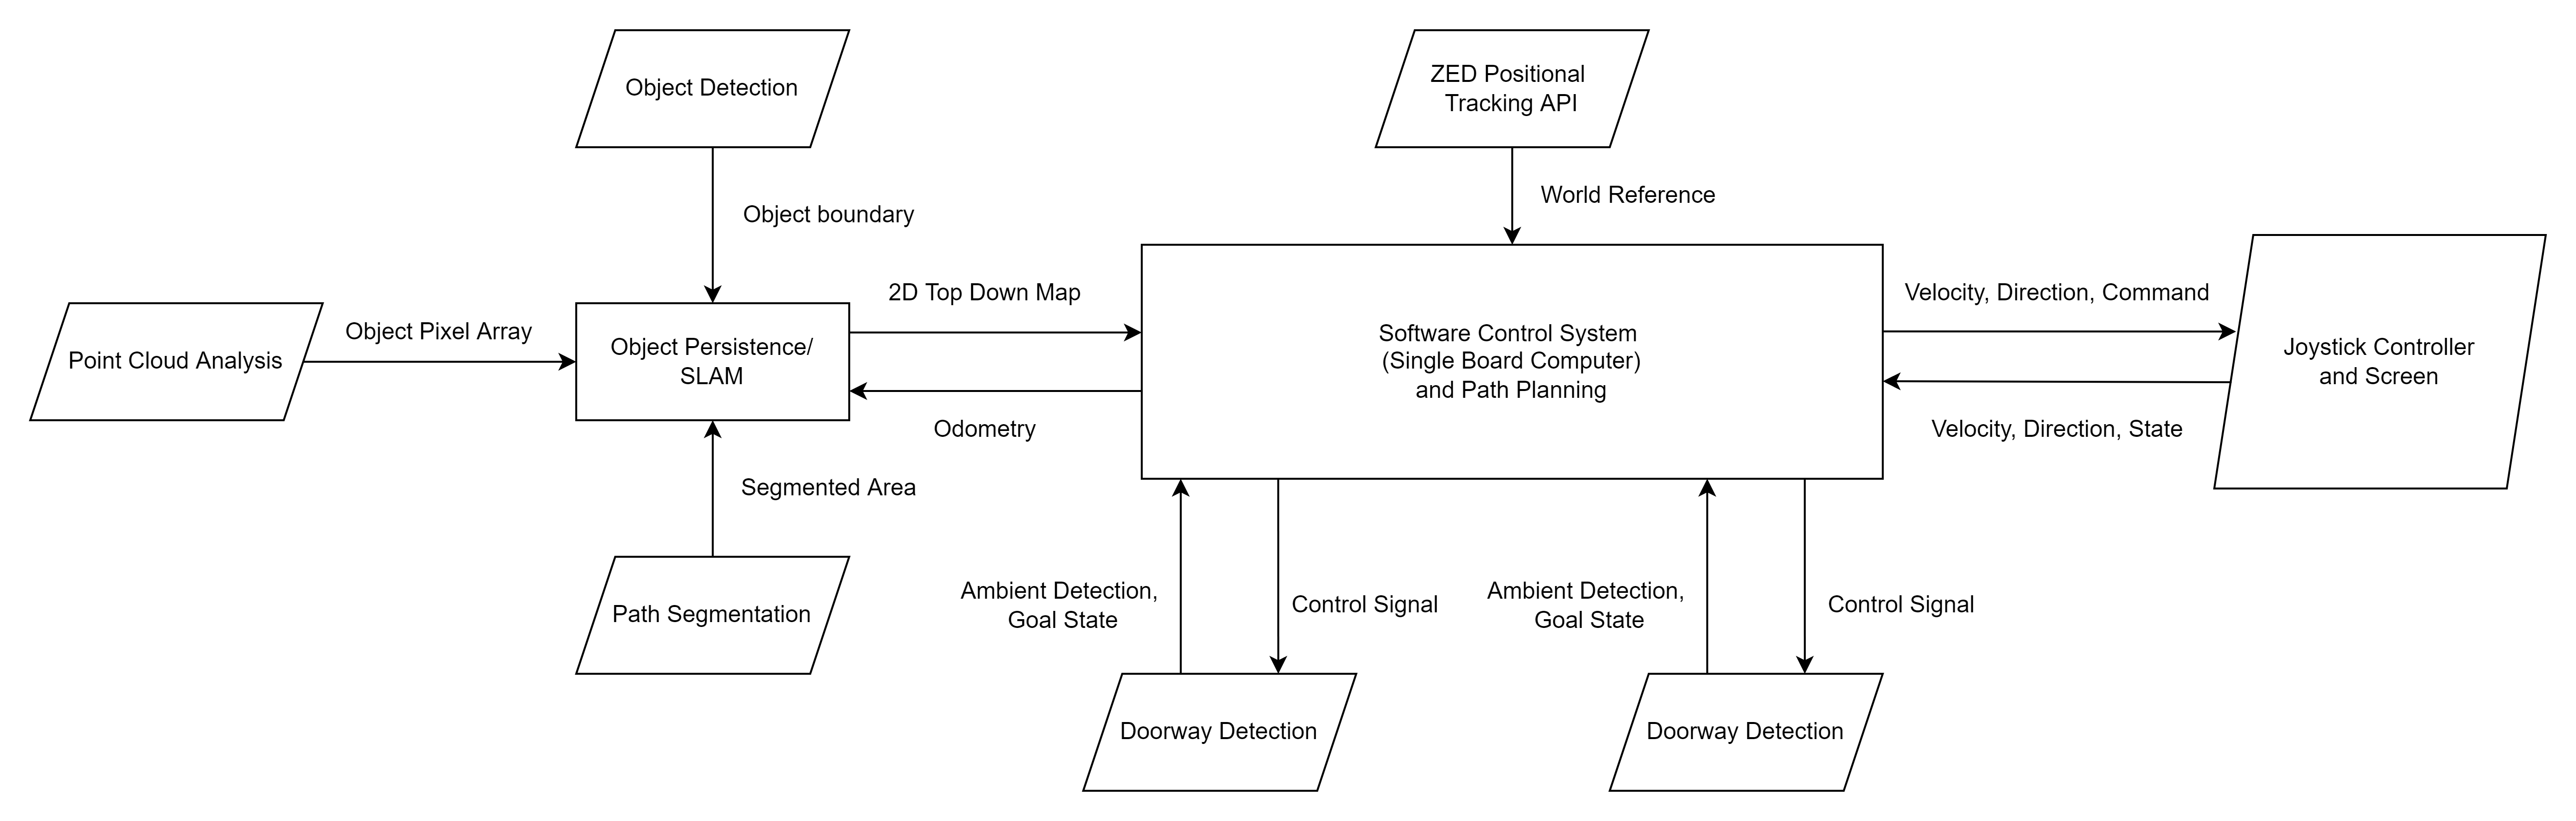 Object Detection
ZED Positional
Tracking API
Object boundary
World Reference
Point Cloud Analysis
Object Pixel Array
Object Persistence/
SLAM
2D Top Down Map
Odometry
Software Control System
(Single Board Computer)
and Path Planning
Velocity, Direction, Command
Velocity, Direction, State
Joystick Controller
and Screen
Segmented Area
Path Segmentation
Ambient Detection,
Goal State
Control Signal
Ambient Detection,
Goal State
Control Signal
Doorway Detection
Doorway Detection